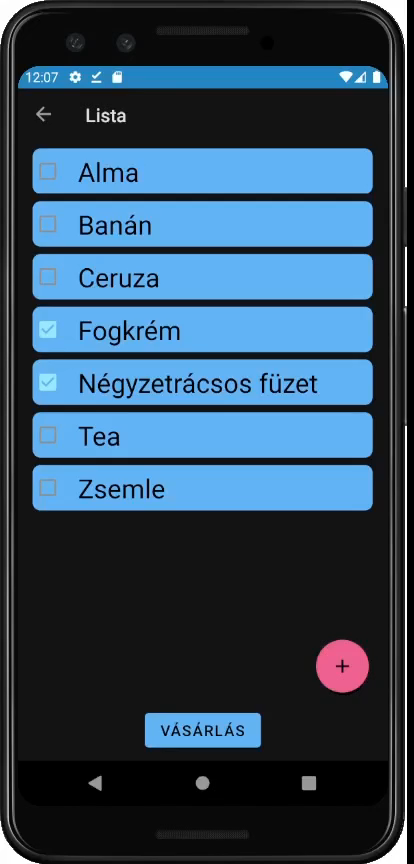 12:07
Lista
Alma
Banán
Ceruza
Fogkrém
Négyzetrácsos füzet
Tea
Zsemle
+
VÁSÁRLÁS